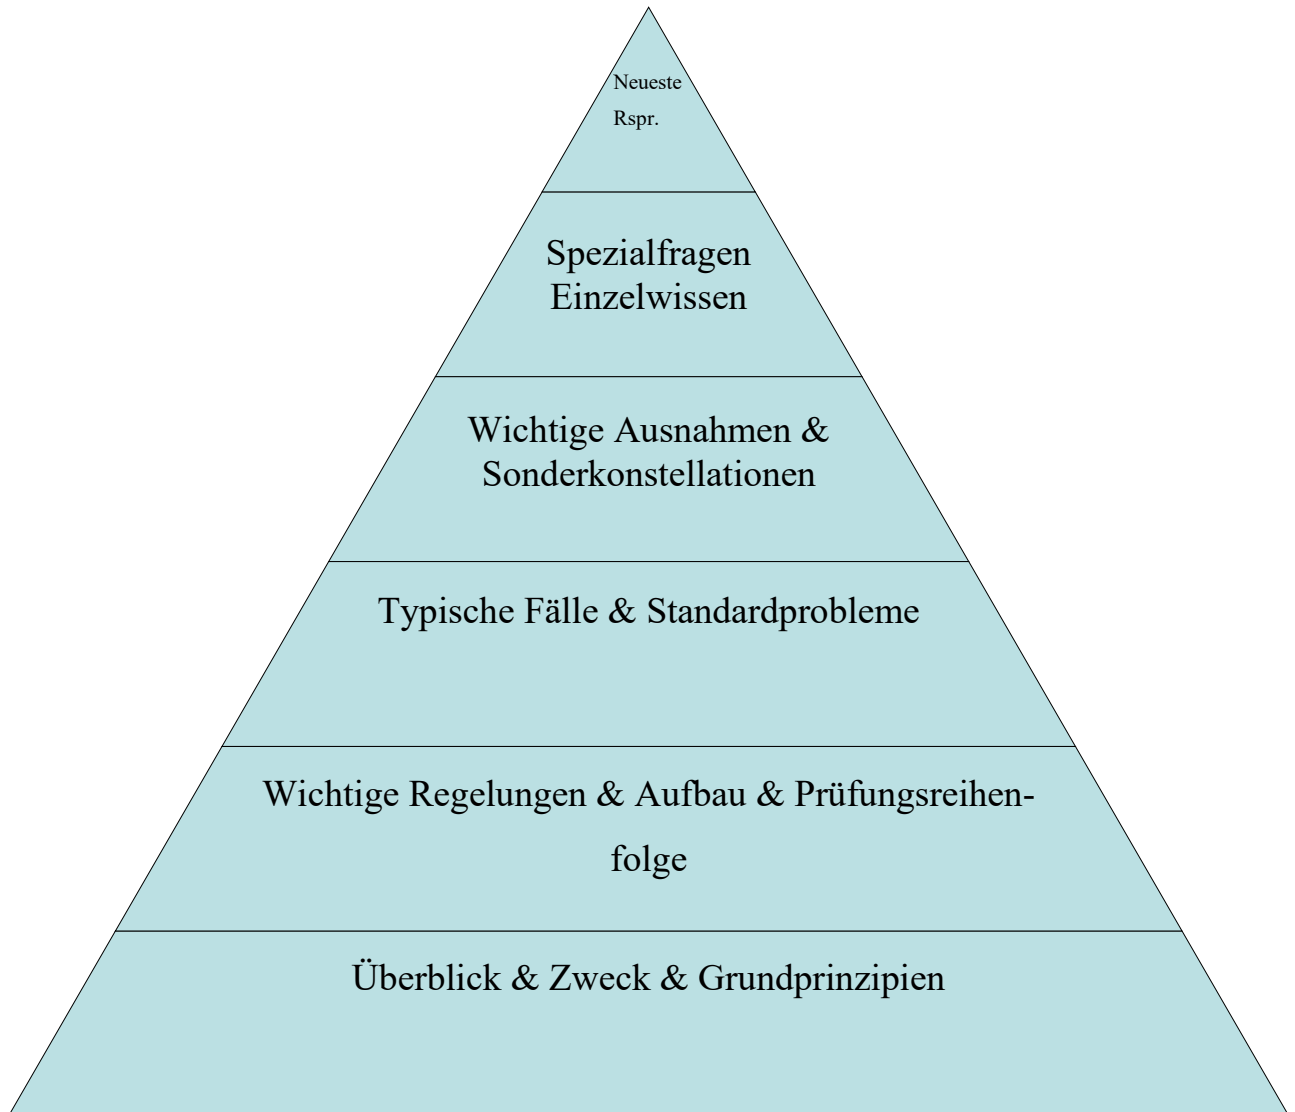 Neueste
Rspr.
Spezialfragen
Einzelwissen
Wichtige Ausnahmen &
Sonderkonstellationen
Typische Fälle & Standardprobleme
Wichtige Regelungen & Aufbau & Prüfungsreihen-
folge
Überblick & Zweck & Grundprinzipien